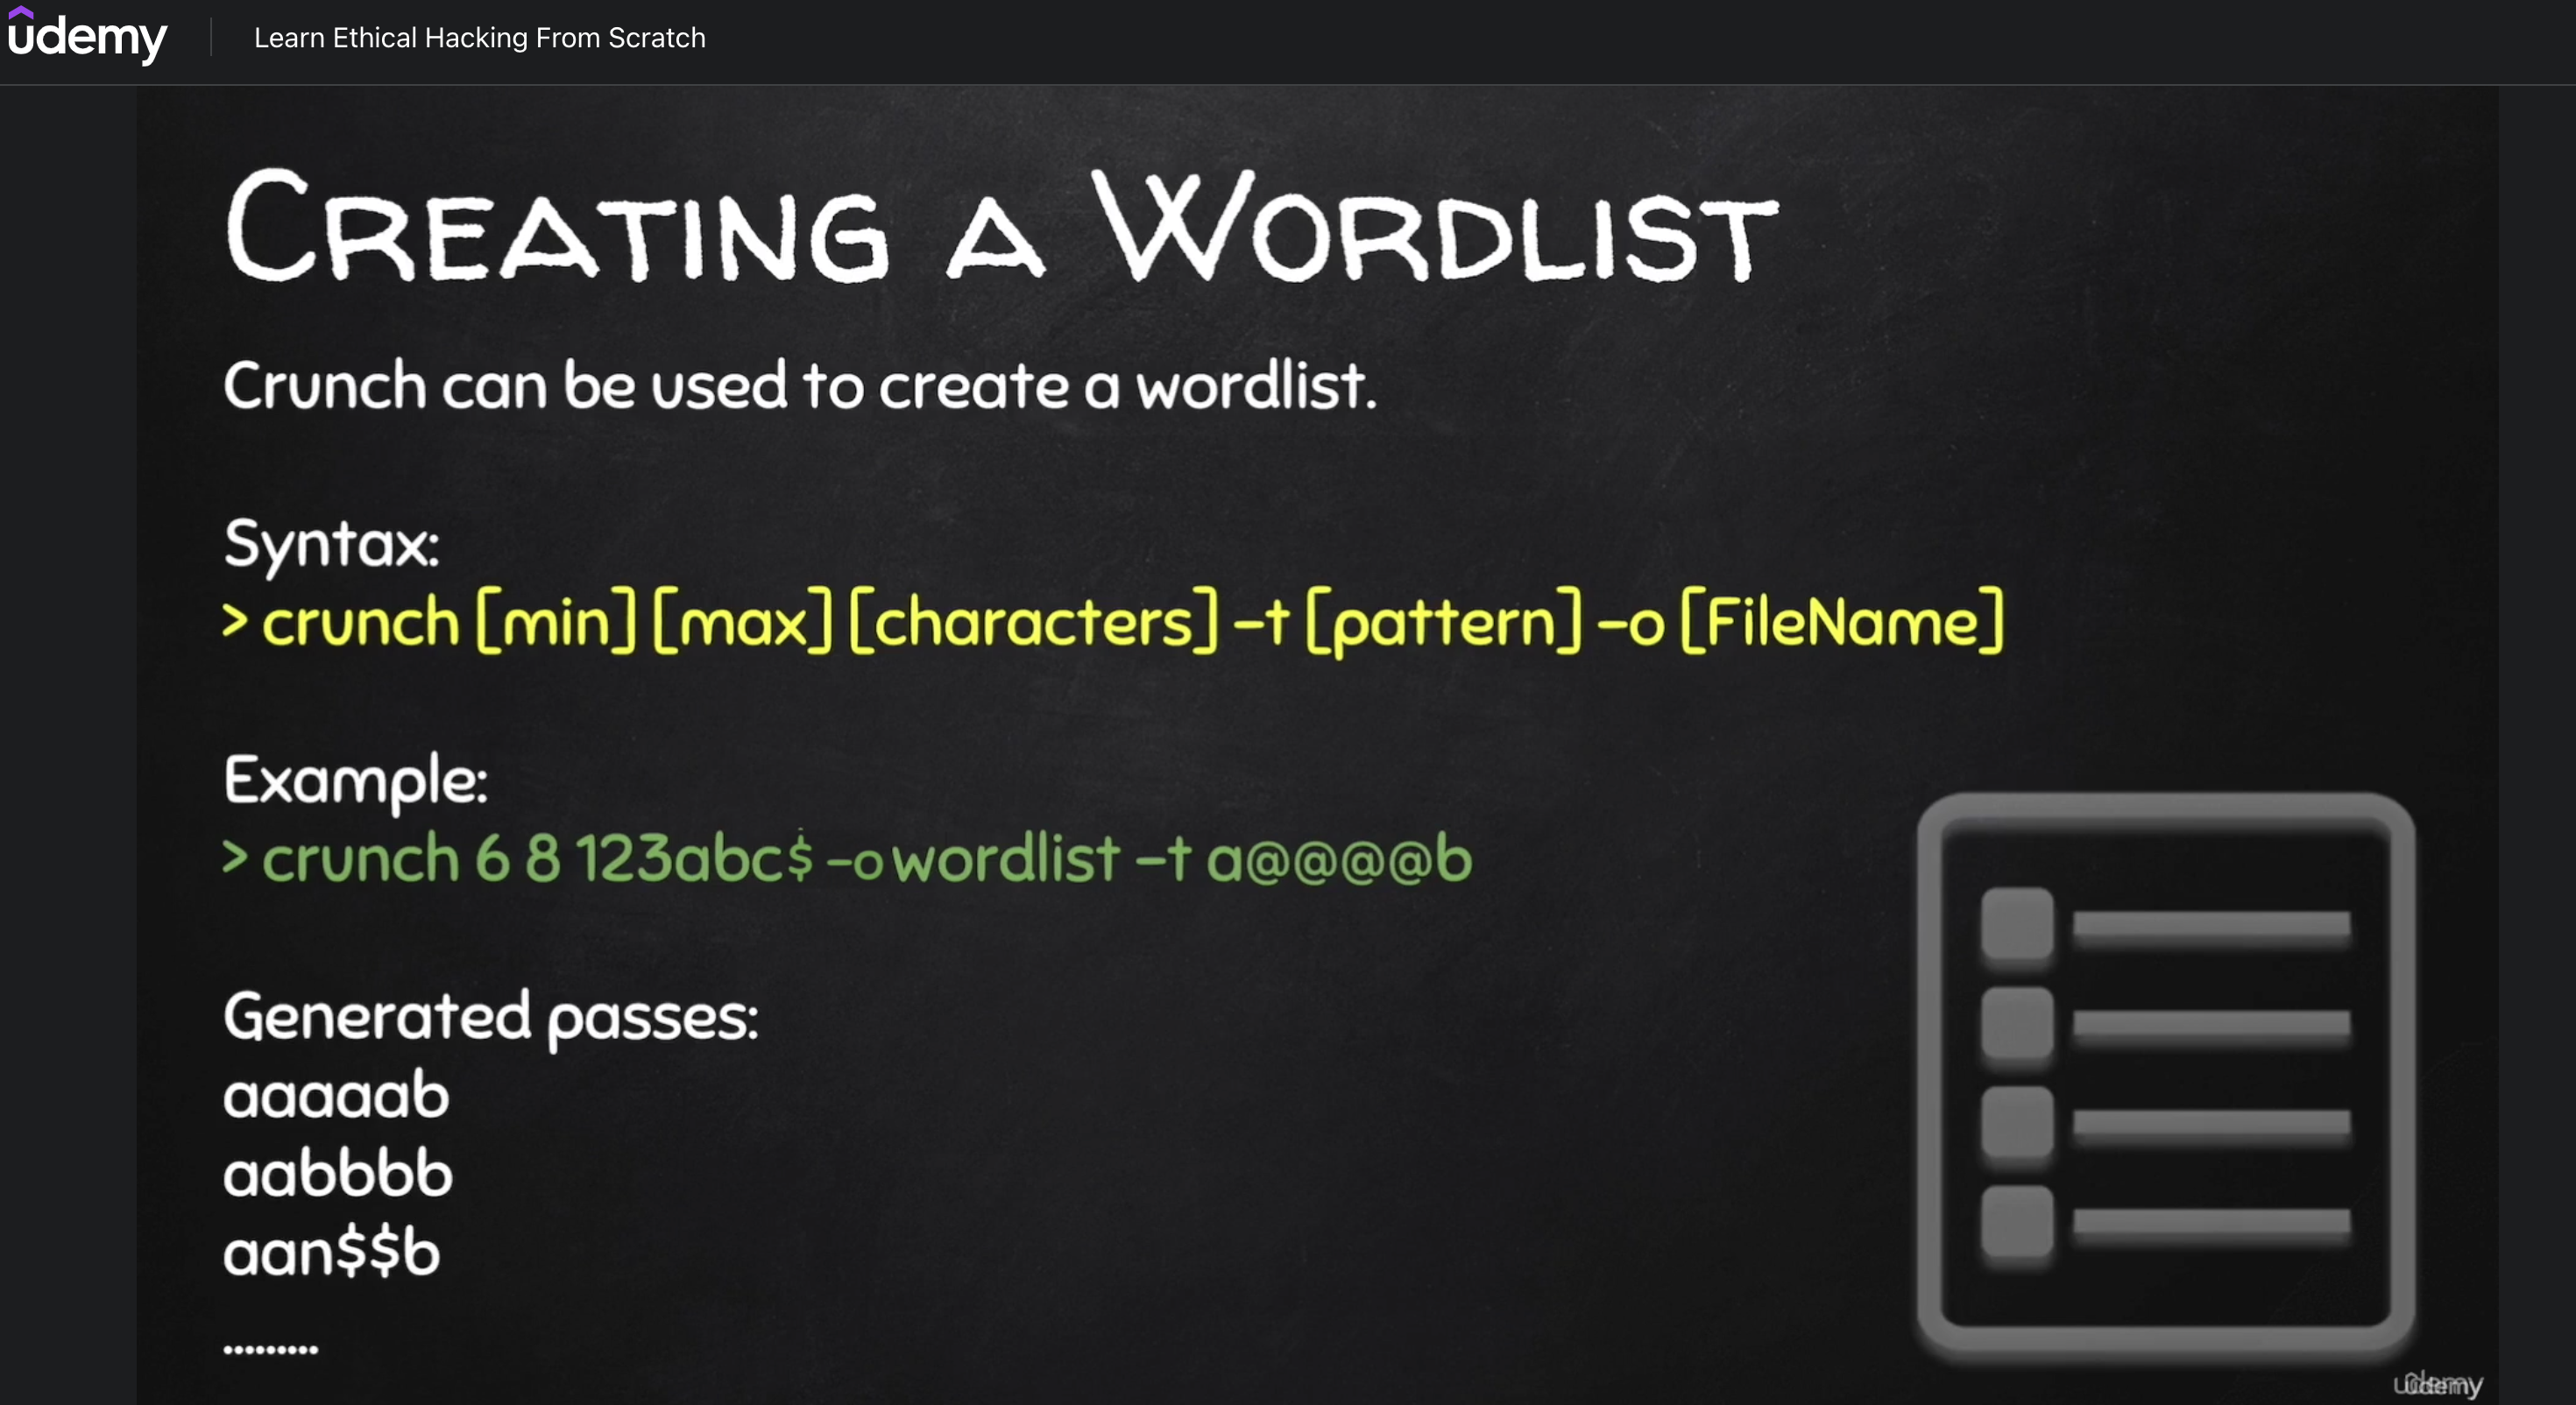 udemy Learn Ethical Hacking From Scratch
CREATING A WORDLIST
Crunch can be used to create a wordlist.
Syntax:
> crunch [min] [max] [characters] –t [pattern] –o [FileName]
Example:
> crunch 6 8 123abc$ –o wordlist –t a@@@@b
Generated passes:
aaaaab
aabbbb
aan$$b
.........
udemy